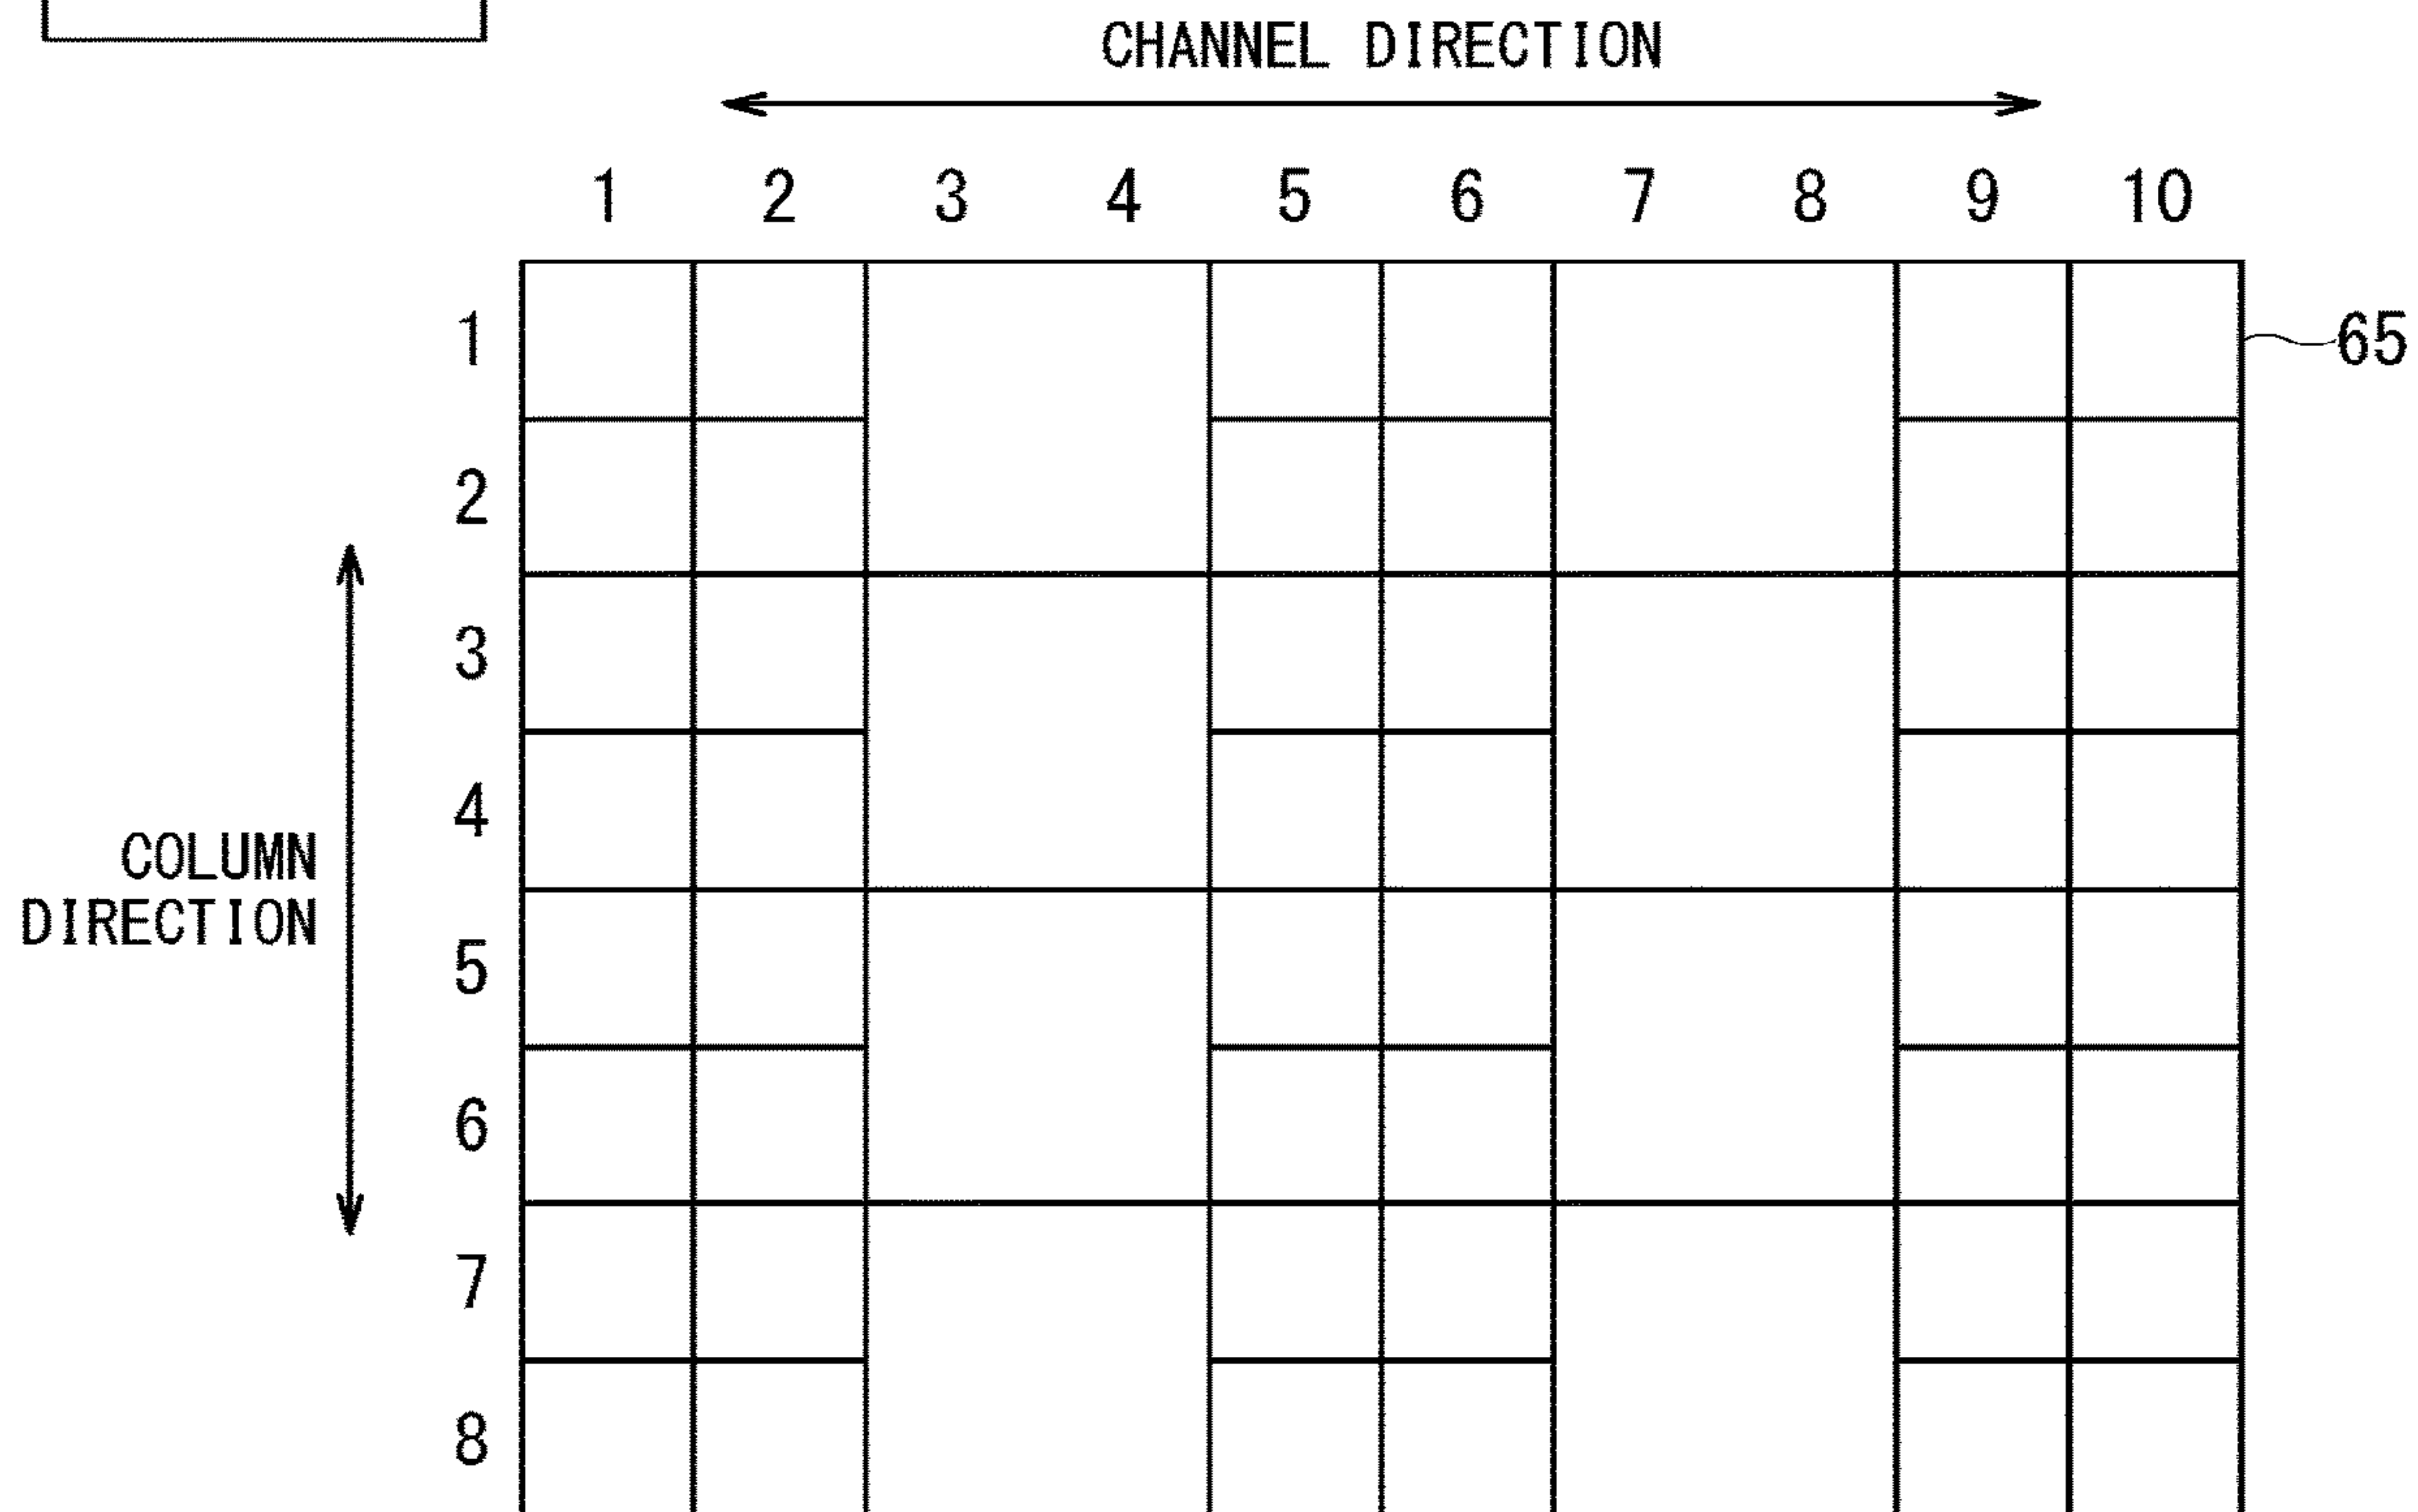 CHANNEL DIRECTION
1 2 3 4 5 6 7 8 9 10
1
65
2
3
4
COLUMN
DIRECTION
5
6
7
8